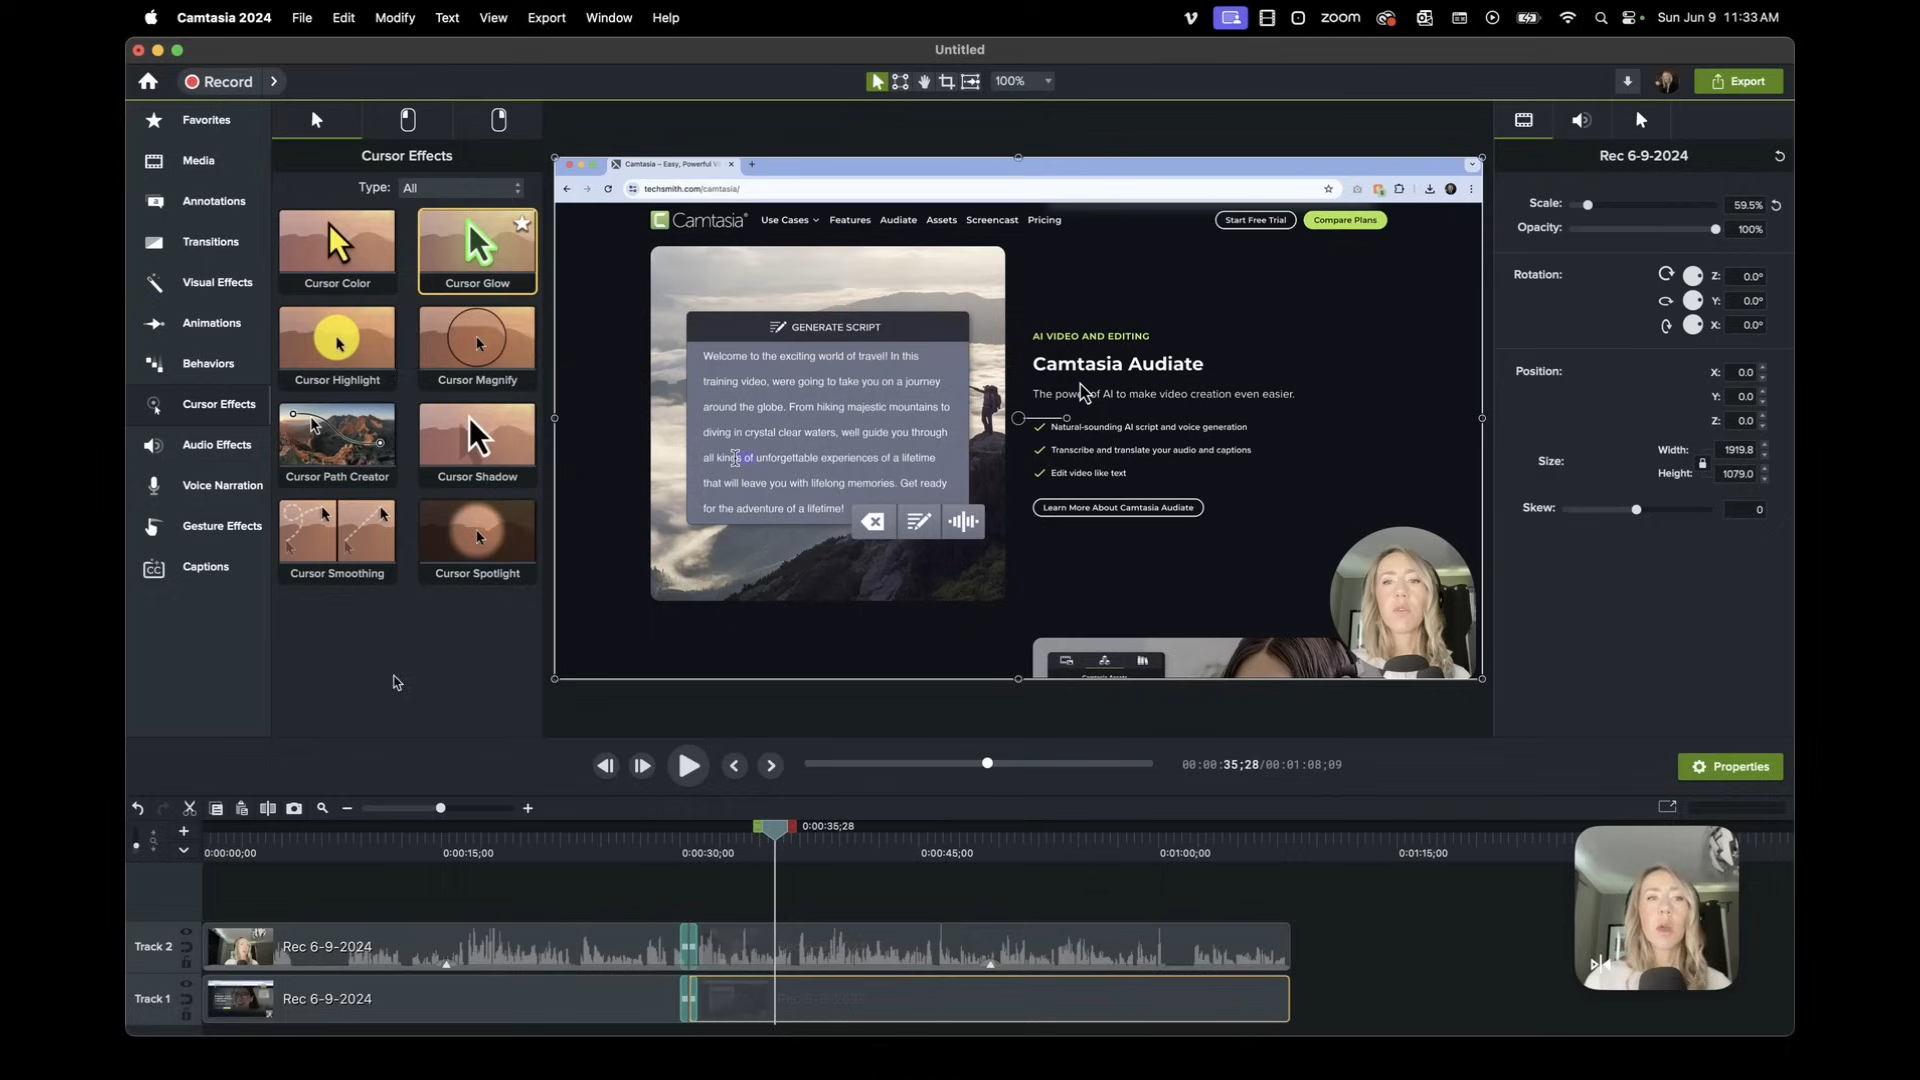 Camtasia 2024 File Edit Modify Text View Export Window Help
zoom Sun Jun 9 11:33 AM
Untitled
Record
100%
Export
Favorites
Media
Annotations
Transitions
Visual Effects
Animations
Behaviors
Cursor Effects
Audio Effects
Voice Narration
Gesture Effects
CC Captions
Cursor Effects
Type: All
Cursor Color
Cursor Glow
Cursor Highlight
Cursor Magnify
Cursor Path Creator
Cursor Shadow
Cursor Smoothing
Cursor Spotlight
techsmith.com/camtasia/
Camtasia Use Cases Features Audiate Assets Screencast Pricing Start Free Trial Compare Plans
GENERATE SCRIPT
Welcome to the exciting world of travel! In this
training video, were going to take you on a journey
around the globe. From hiking majestic mountains to
diving in crystal clear waters, well guide you through
all kinds of unforgettable experiences of a lifetime
that will leave you with lifelong memories. Get ready
for the adventure of a lifetime!
AI VIDEO AND EDITING
Camtasia Audiate
The power of AI to make video creation even easier.
Natural-sounding AI script and voice generation
Transcribe and translate your audio and captions
Edit video like text
Learn More About Camtasia Audiate
Rec 6-9-2024
Scale: 59.5%
Opacity: 100%
Rotation: Z: 0.0°
Y: 0.0°
X: 0.0°
Position: X: 0.0
Y: 0.0
Z: 0.0
Size: Width: 1919.8
Height: 1079.0
Skew: 0
00:00:35;28/00:01:08;09
Properties
0:00:35;28
0:00:00;00 0:00:15;00 0:00:30;00 0:00:45;00 0:01:00;00 0:01:15;00
Track 2 Rec 6-9-2024
Track 1 Rec 6-9-2024